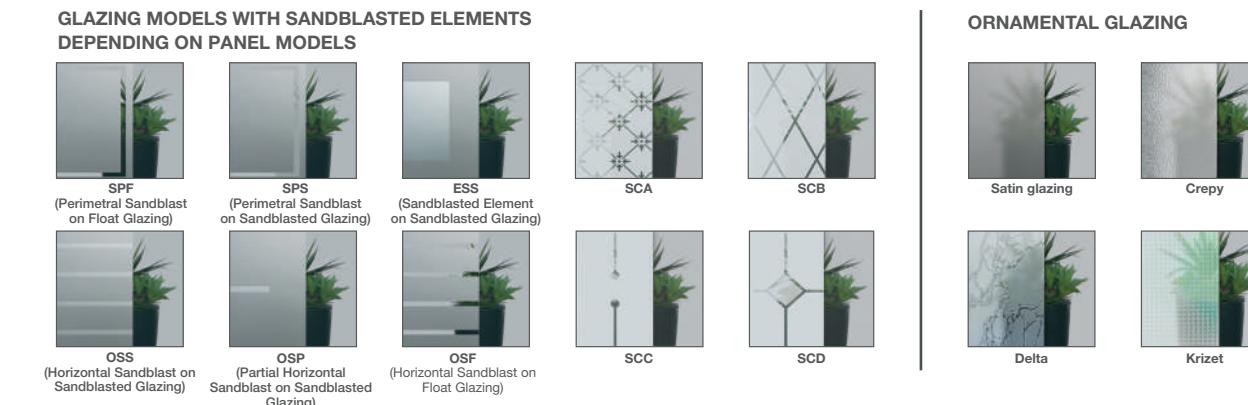 GLAZING MODELS WITH SANDBLASTED ELEMENTS
DEPENDING ON PANEL MODELS
SPF
(Perimetral Sandblast
on Float Glazing)
SPS
(Perimetral Sandblast
on Sandblasted Glazing)
ESS
(Sandblasted Element
on Sandblasted Glazing)
SCA
SCB
OSS
(Horizontal Sandblast on
Sandblasted Glazing)
OSP
(Partial Horizontal
Sandblast on Sandblasted
Glazing)
OSF
(Horizontal Sandblast on
Float Glazing)
SCC
SCD
ORNAMENTAL GLAZING
Satin glazing
Crepy
Delta
Krizet